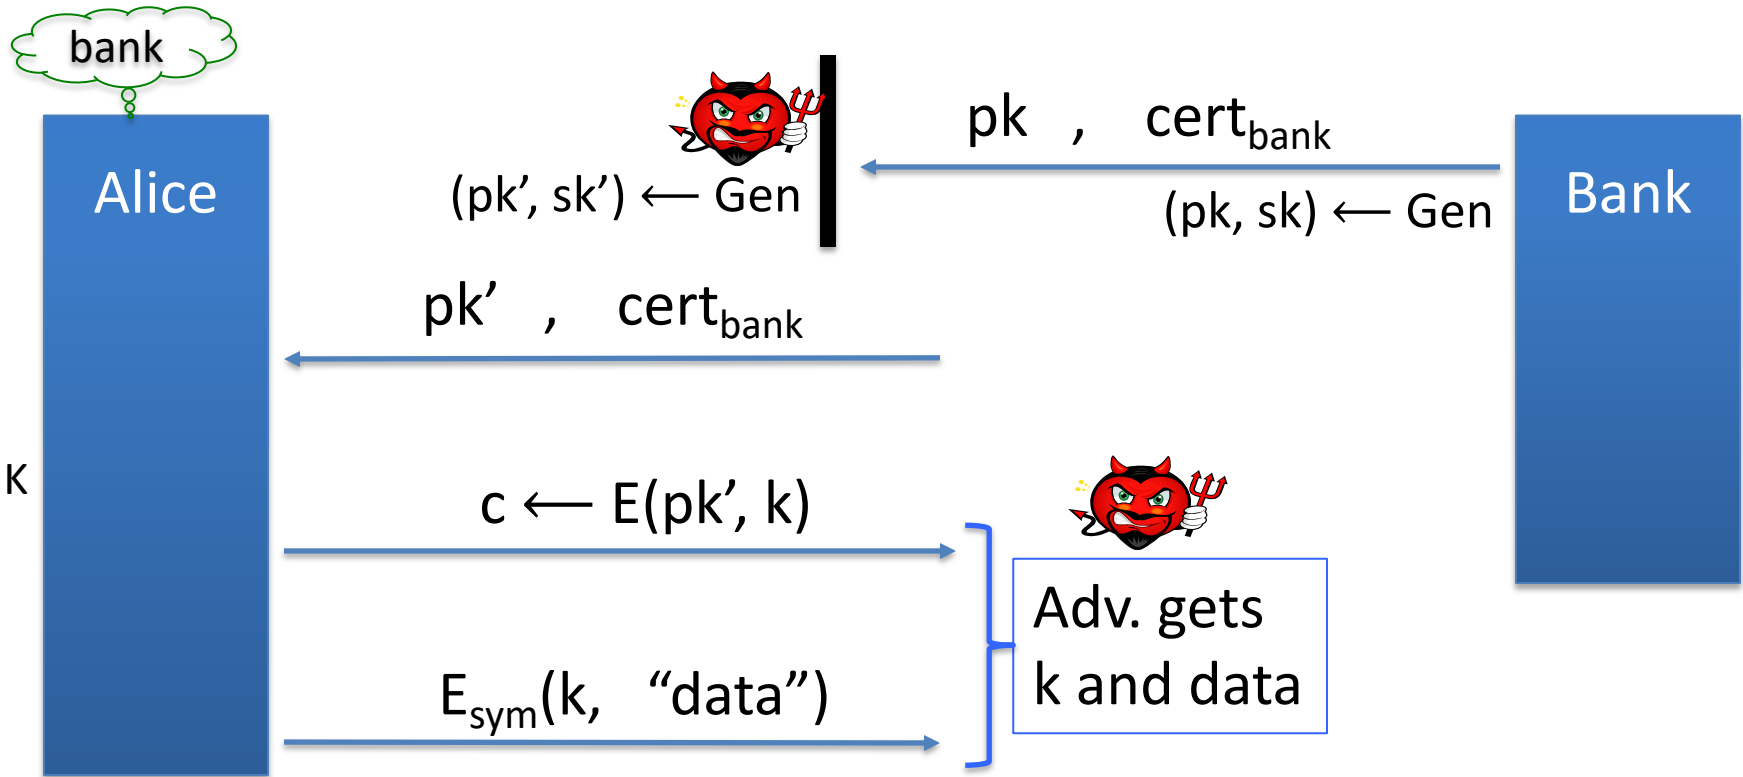 bank
Alice
Bank
pk , cert_bank
(pk’, sk’) ⟵ Gen
(pk, sk) ⟵ Gen
pk’ , cert_bank
K
c ⟵ E(pk’, k)
Adv. gets
k and data
E_sym(k, “data”)